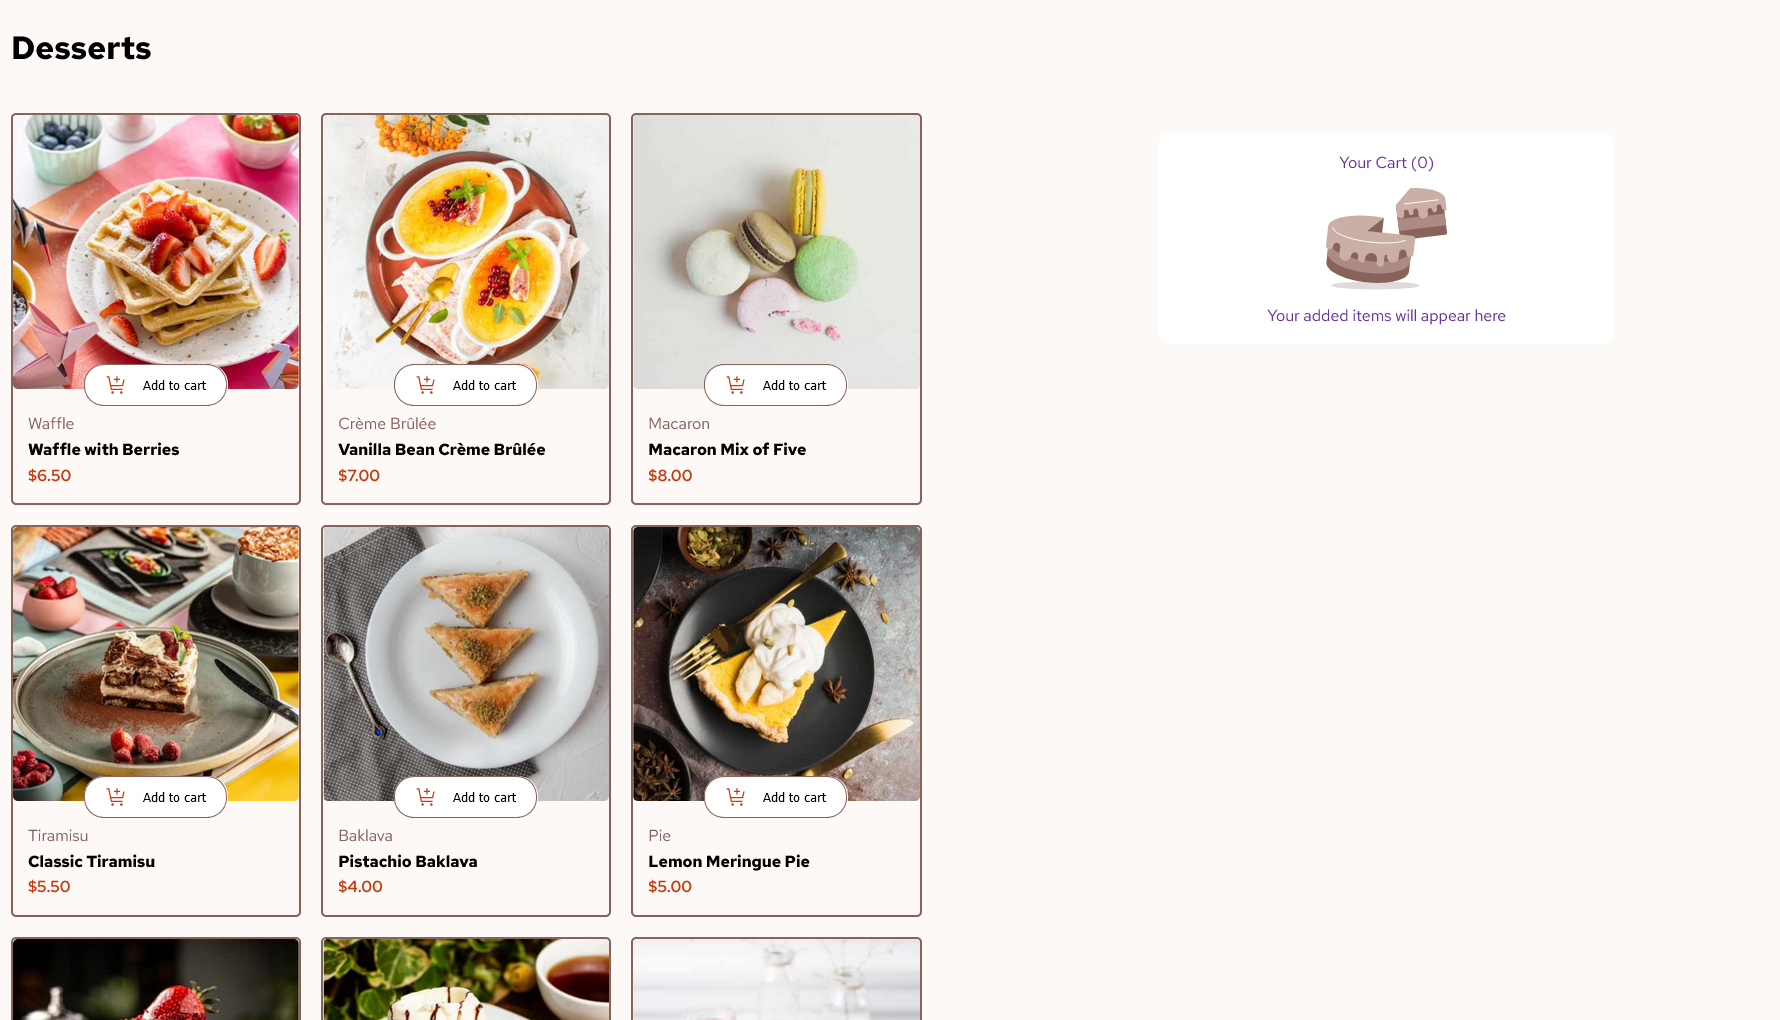 Desserts
Add to cart
Waffle
Waffle with Berries
$6.50
Add to cart
Crème Brûlée
Vanilla Bean Crème Brûlée
$7.00
Add to cart
Macaron
Macaron Mix of Five
$8.00
Add to cart
Tiramisu
Classic Tiramisu
$5.50
Add to cart
Baklava
Pistachio Baklava
$4.00
Add to cart
Pie
Lemon Meringue Pie
$5.00
Your Cart (0)
Your added items will appear here